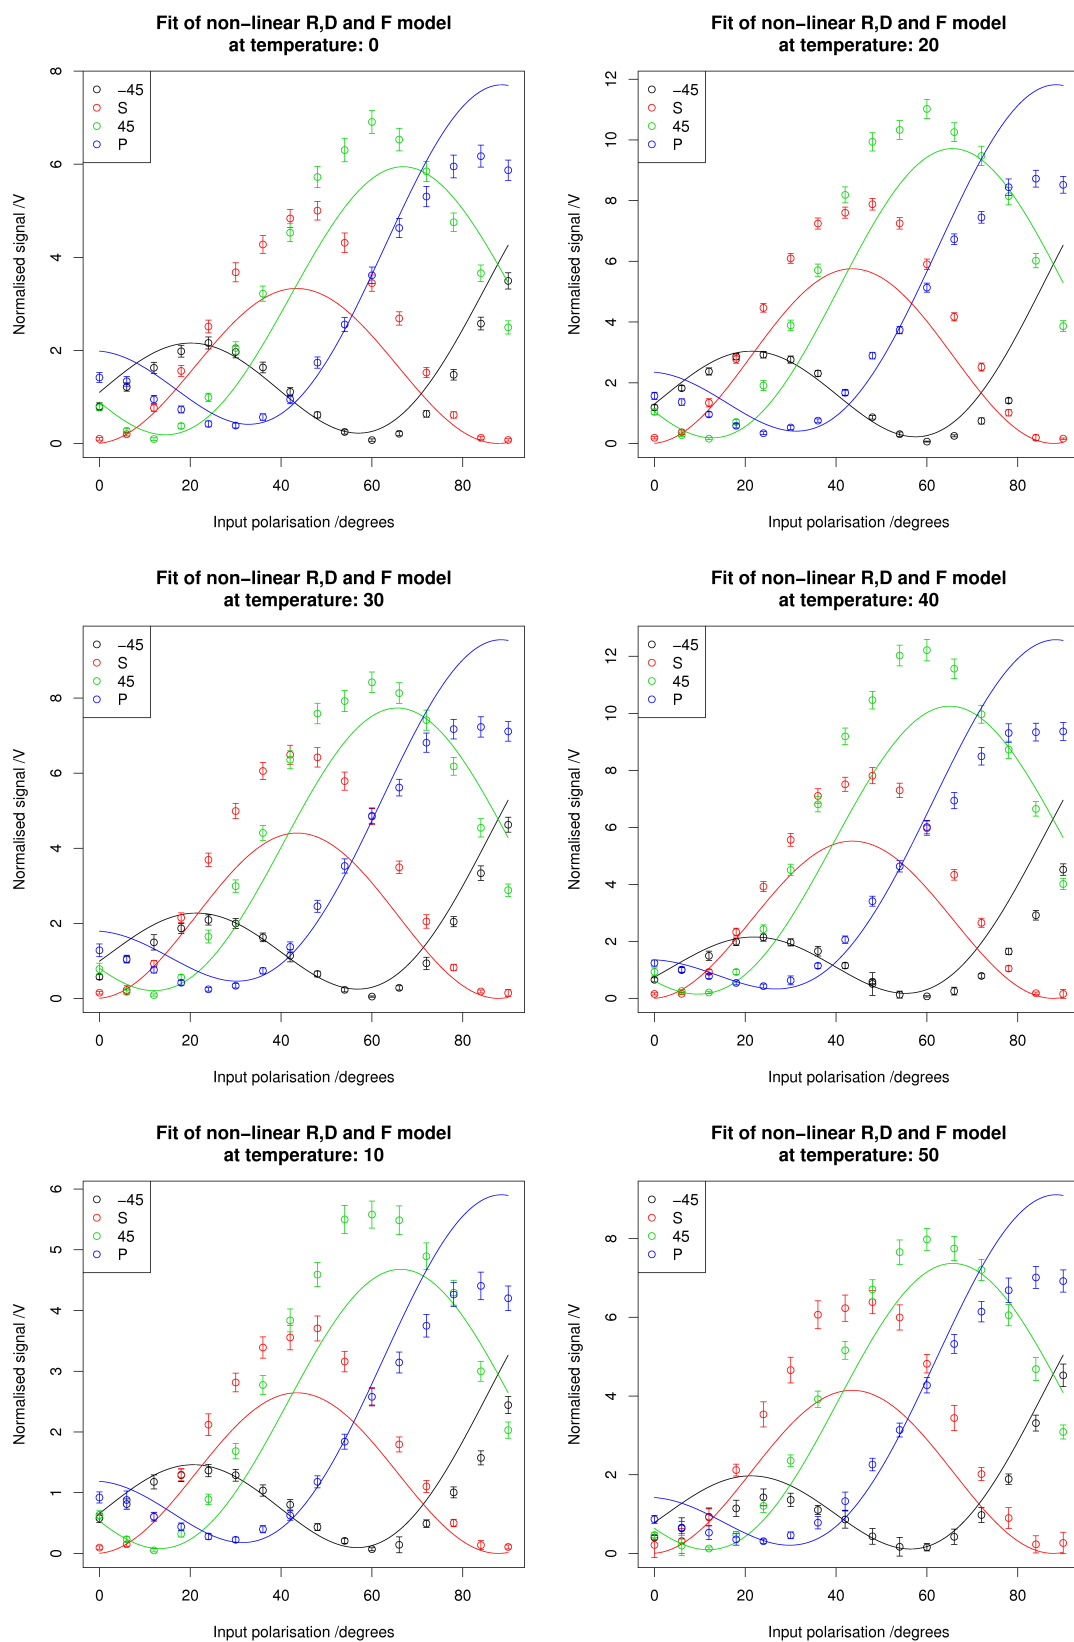 Fit of non−linear R,D and F model
at temperature: 0
−45
S
45
P
0
2
4
6
8
Normalised signal /V
0 20 40 60 80
Input polarisation /degrees
Fit of non−linear R,D and F model
at temperature: 20
−45
S
45
P
0
2
4
6
8
10
12
Normalised signal /V
0 20 40 60 80
Input polarisation /degrees
Fit of non−linear R,D and F model
at temperature: 30
−45
S
45
P
0
2
4
6
8
Normalised signal /V
0 20 40 60 80
Input polarisation /degrees
Fit of non−linear R,D and F model
at temperature: 40
−45
S
45
P
0
2
4
6
8
10
12
Normalised signal /V
0 20 40 60 80
Input polarisation /degrees
Fit of non−linear R,D and F model
at temperature: 10
−45
S
45
P
0
1
2
3
4
5
6
Normalised signal /V
0 20 40 60 80
Input polarisation /degrees
Fit of non−linear R,D and F model
at temperature: 50
−45
S
45
P
0
2
4
6
8
Normalised signal /V
0 20 40 60 80
Input polarisation /degrees